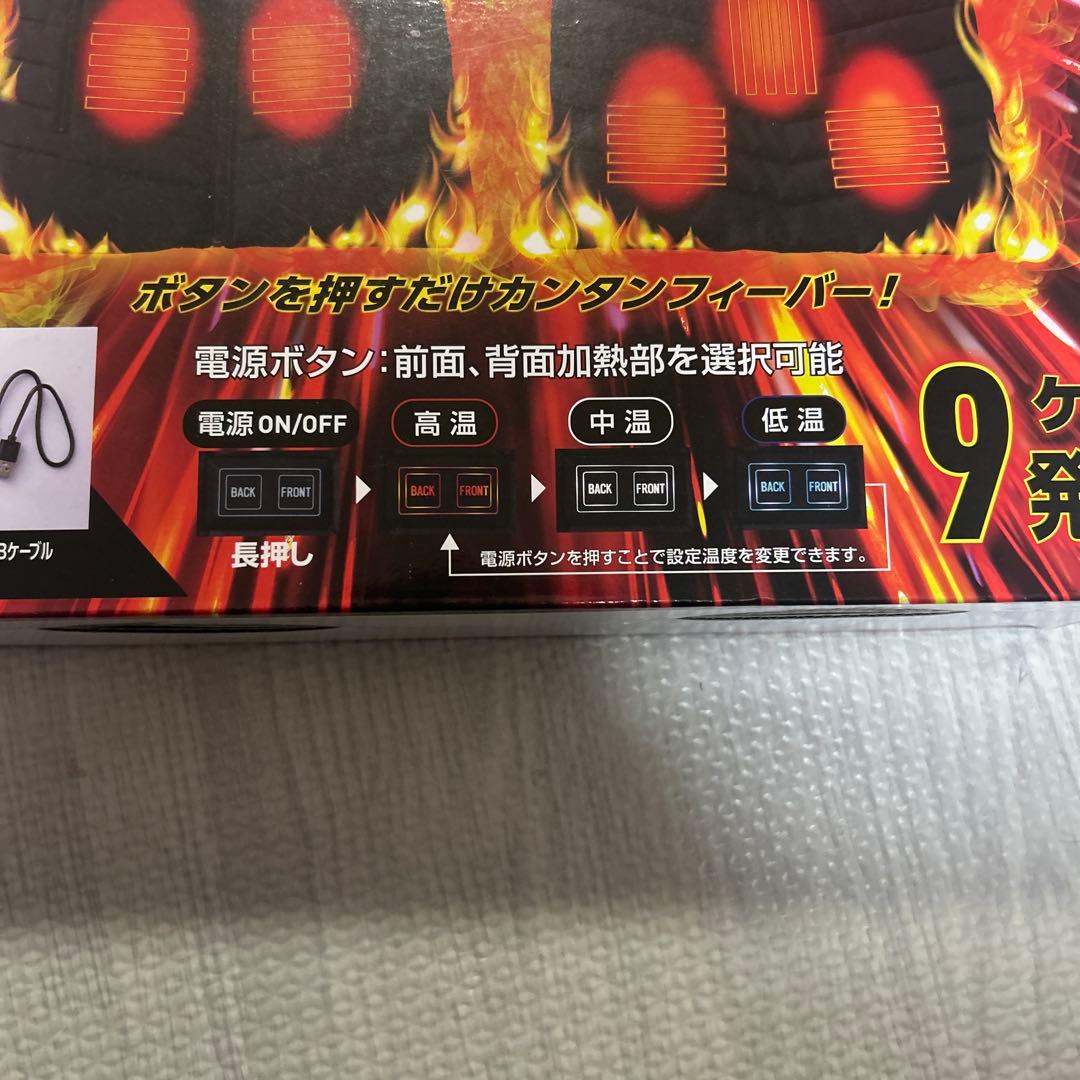 ボタンを押すだけカンタンフィーバー!
電源ボタン:前面、背面加熱部を選択可能
電源ON/OFF
高温
中温
低温
BACK FRONT
BACK FRONT
BACK FRONT
BACK FRONT
長押し
電源ボタンを押すことで設定温度を変更できます。
ケーブル
9